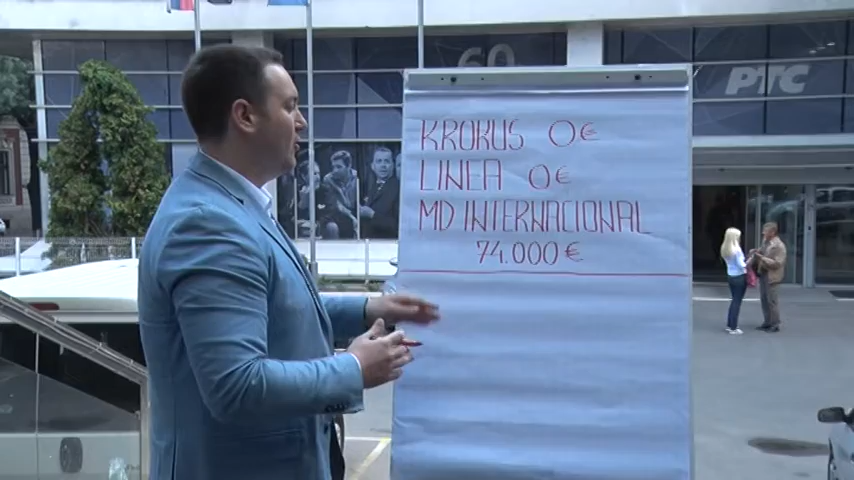 60
РТС
KROKUS 0€
LINEA 0€
MD INTERNACIONAL
74.000 €